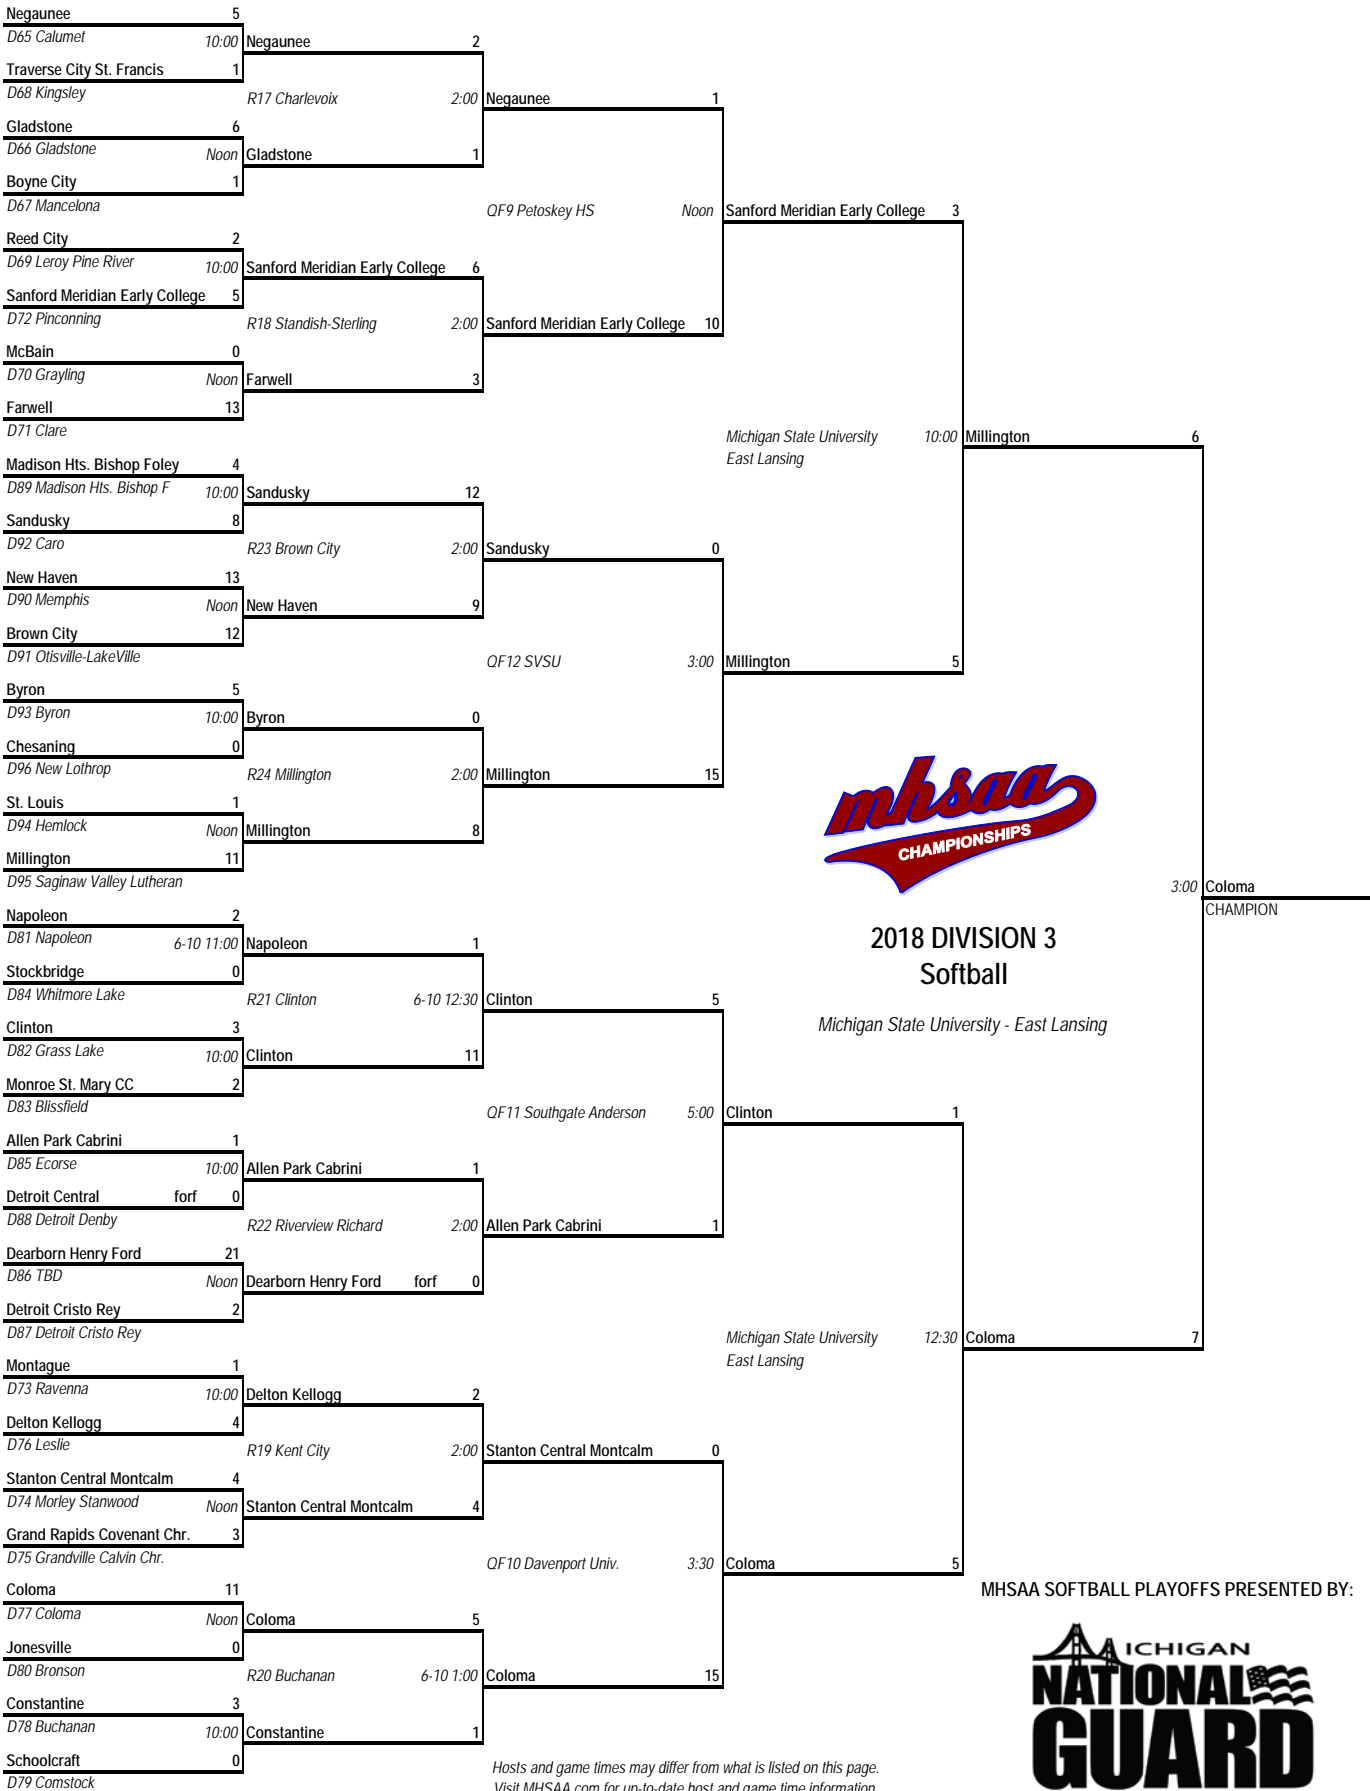 Negaunee 5
D65 Calumet
10:00 Negaunee 2
Traverse City St. Francis 1
D68 Kingsley
R17 Charlevoix 2:00 Negaunee 1
Gladstone 6
D66 Gladstone
Noon Gladstone 1
Boyne City 1
D67 Mancelona
QF9 Petoskey HS Noon Sanford Meridian Early College 3
Reed City 2
D69 Leroy Pine River
10:00 Sanford Meridian Early College 6
Sanford Meridian Early College 5
D72 Pinconning
R18 Standish-Sterling 2:00 Sanford Meridian Early College 10
McBain 0
D70 Grayling
Noon Farwell 3
Farwell 13
D71 Clare
Michigan State University 10:00 Millington 6
East Lansing
Madison Hts. Bishop Foley 4
D89 Madison Hts. Bishop F
10:00 Sandusky 12
Sandusky 8
D92 Caro
R23 Brown City 2:00 Sandusky 0
New Haven 13
D90 Memphis
Noon New Haven 9
Brown City 12
D91 Otisville-LakeVille
QF12 SVSU 3:00 Millington 5
Byron 5
D93 Byron
10:00 Byron 0
Chesaning 0
D96 New Lothrop
R24 Millington 2:00 Millington 15
St. Louis 1
D94 Hemlock
Noon Millington 8
Millington 11
D95 Saginaw Valley Lutheran
mhsaa
CHAMPIONSHIPS
3:00 Coloma
CHAMPION
2018 DIVISION 3
Softball
Michigan State University - East Lansing
Napoleon 2
D81 Napoleon
6-10 11:00 Napoleon 1
Stockbridge 0
D84 Whitmore Lake
R21 Clinton 6-10 12:30 Clinton 5
Clinton 3
D82 Grass Lake
10:00 Clinton 11
Monroe St. Mary CC 2
D83 Blissfield
QF11 Southgate Anderson 5:00 Clinton 1
Allen Park Cabrini 1
D85 Ecorse
10:00 Allen Park Cabrini 1
Detroit Central forf 0
D88 Detroit Denby
R22 Riverview Richard 2:00 Allen Park Cabrini 1
Dearborn Henry Ford 21
D86 TBD
Noon Dearborn Henry Ford forf 0
Detroit Cristo Rey 2
D87 Detroit Cristo Rey
Michigan State University 12:30 Coloma 7
East Lansing
Montague 1
D73 Ravenna
10:00 Delton Kellogg 2
Delton Kellogg 4
D76 Leslie
R19 Kent City 2:00 Stanton Central Montcalm 0
Stanton Central Montcalm 4
D74 Morley Stanwood
Noon Stanton Central Montcalm 4
Grand Rapids Covenant Chr. 3
D75 Grandville Calvin Chr.
QF10 Davenport Univ. 3:30 Coloma 5
Coloma 11
D77 Coloma
Noon Coloma 5
Jonesville 0
D80 Bronson
R20 Buchanan 6-10 1:00 Coloma 15
Constantine 3
D78 Buchanan
10:00 Constantine 1
Schoolcraft 0
D79 Comstock
MHSAA SOFTBALL PLAYOFFS PRESENTED BY:
MICHIGAN
NATIONAL
GUARD
Hosts and game times may differ from what is listed on this page.
Visit MHSAA.com for up-to-date host and game time information.